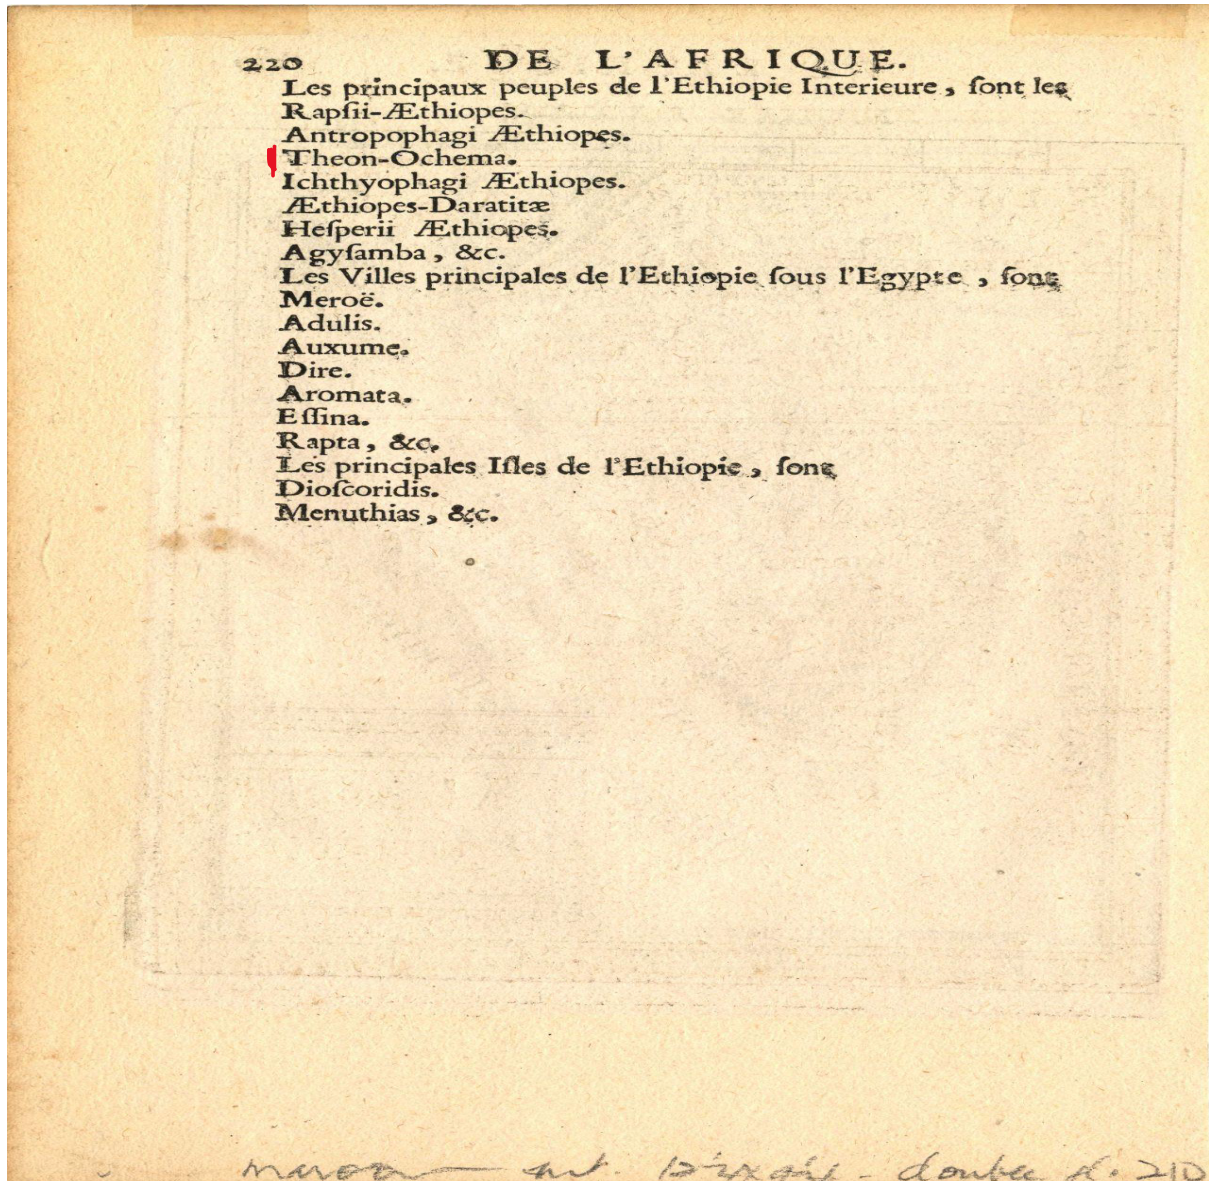 220 DE L'AFRIQUE.
Les principaux peuples de l'Ethiopie Interieure, ſont les
Rapſii-Æthiopes.
Antropophagi Æthiopes.
Theon-Ochema.
Ichthyophagi Æthiopes.
Æthiopes-Daratitæ
Heſperii Æthiopes.
Agyſamba, &c.
Les Villes principales de l'Ethiopie ſous l'Egypte, ſont
Meroë.
Adulis.
Auxume.
Dire.
Aromata.
Eſſina.
Rapta, &c.
Les principales Iſles de l'Ethiopie, ſont
Dioſcoridis.
Menuthias, &c.